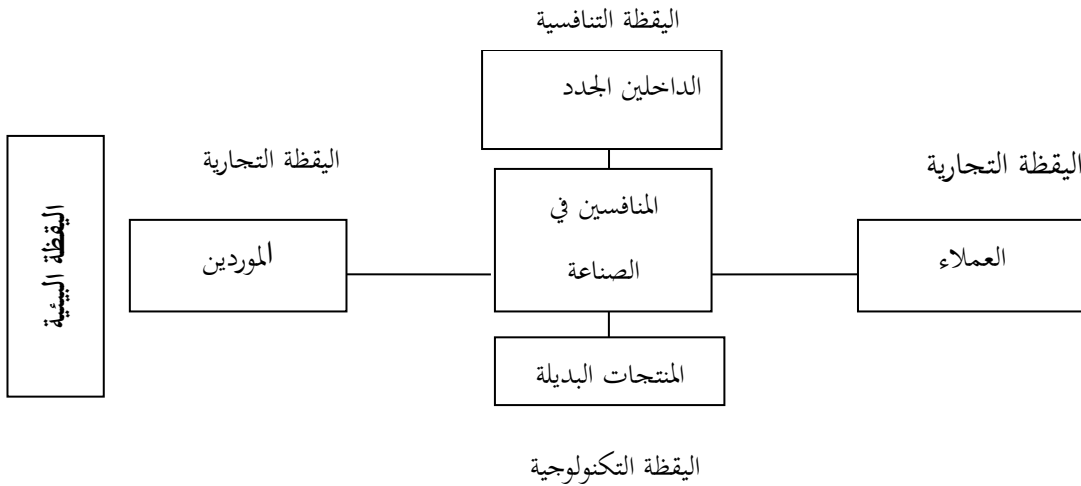 اليقظة التنافسية
الداخلين الجدد
اليقظة التجارية
اليقظة التجارية
المنافسين في
الصناعة
العملاء
الموردين
اليقظة البيئية
المنتجات البديلة
اليقظة التكنولوجية